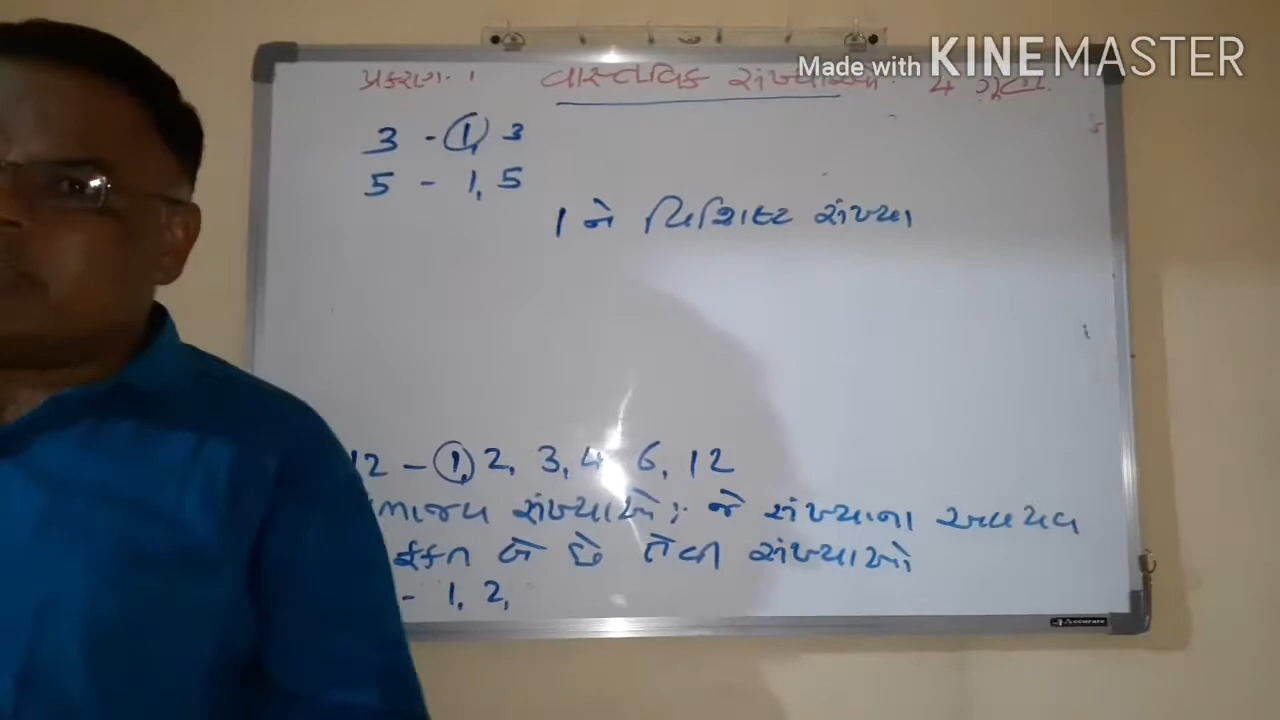 Made with KINEMASTER
પ્રકરણ. 1 વાસ્તવિક સંખ્યાઓ 4 ગુણ
3 - 1, 3
5 - 1, 5
1 ને વિશિષ્ટ સંખ્યા
12 - 1, 2, 3, 4, 6, 12
ભાજ્ય સંખ્યાઓ : જે સંખ્યાના અવયવ
ફક્ત બે છે તેવી સંખ્યાઓ
- 1, 2,
Accurate